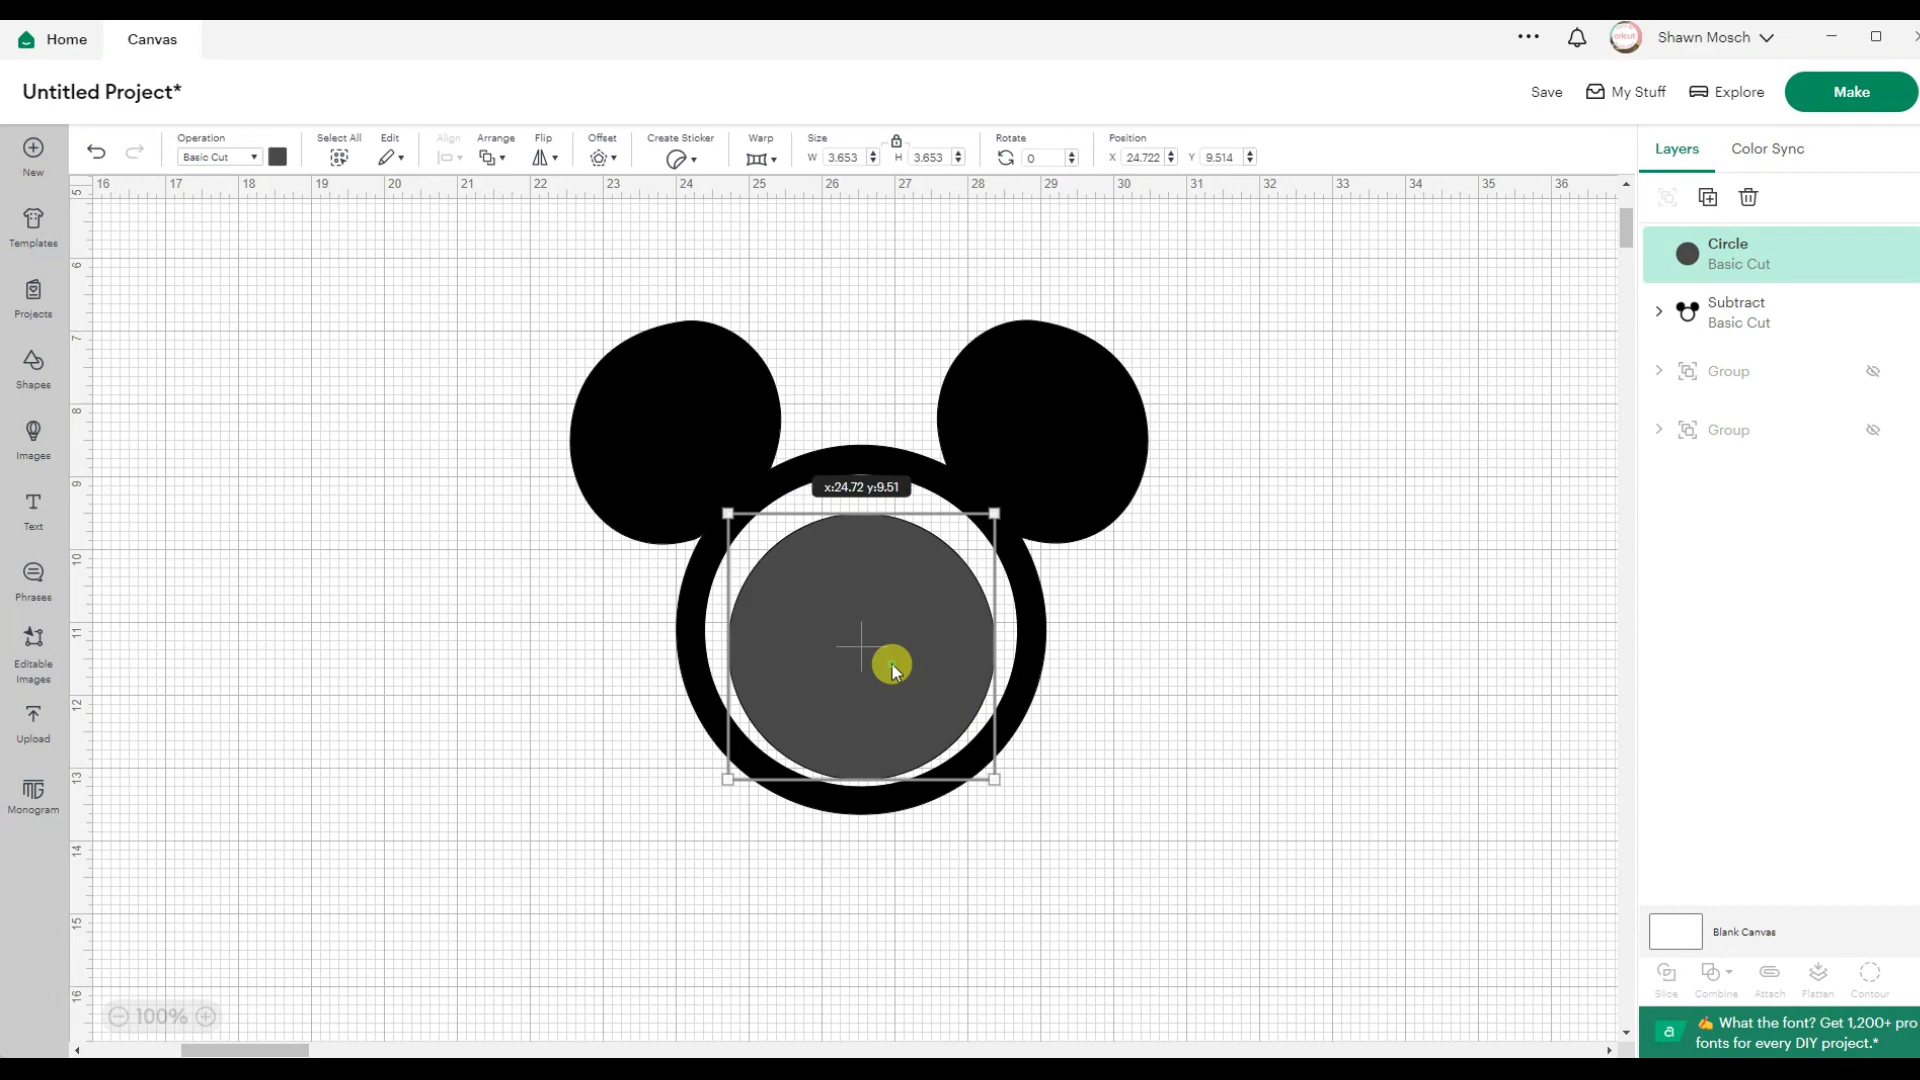 Home
Canvas
cricut
Shawn Mosch
Untitled Project*
Save
My Stuff
Explore
Make
Operation
Basic Cut
Select All
Edit
Align
Arrange
Flip
Offset
Create Sticker
Warp
Size
W 3.653
H 3.653
Rotate
0
Position
X 24.722
Y 9.514
Layers
Color Sync
16 17 18 19 20 21 22 23 24 25 26 27 28 29 30 31 32 33 34 35 36
5
6
7
8
9
10
11
12
13
14
15
16
New
Templates
Projects
Shapes
Images
Text
Phrases
Editable
Images
Upload
Monogram
x:24.72 y:9.51
100%
Circle
Basic Cut
Subtract
Basic Cut
Group
Group
Blank Canvas
Slice
Combine
Attach
Flatten
Contour
a
What the font? Get 1,200+ pro
fonts for every DIY project.*